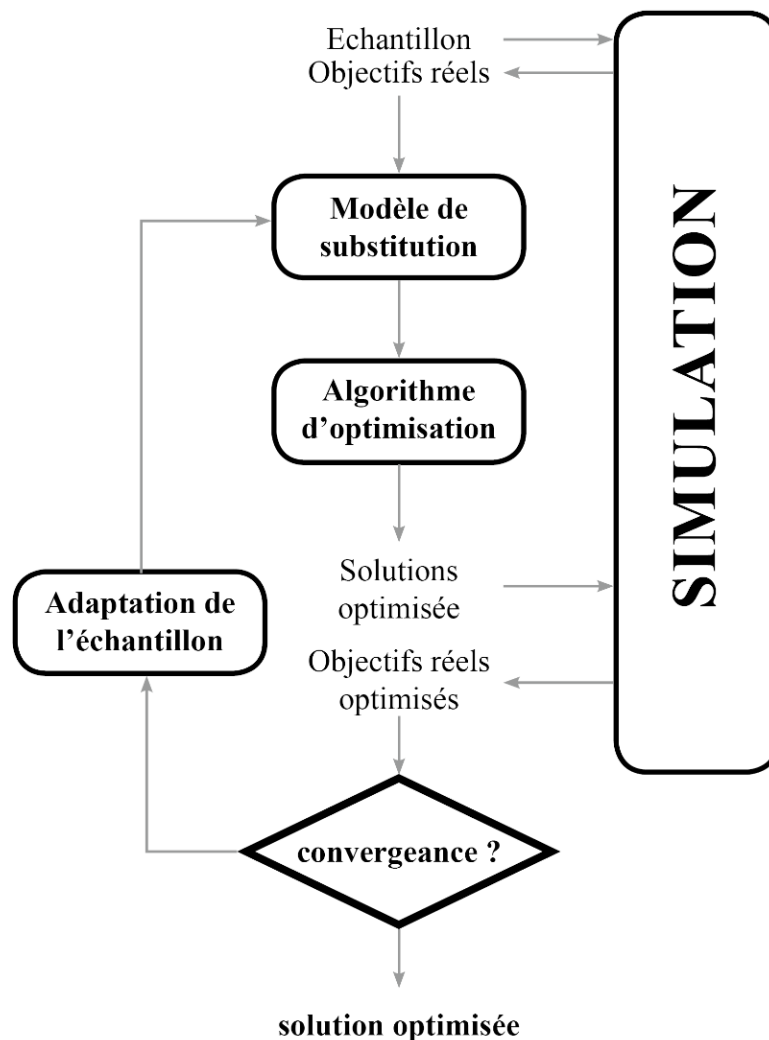 Echantillon
Objectifs réels
Modèle de
substitution
Algorithme
d'optimisation
SIMULATION
Solutions
optimisée
Adaptation de
l'échantillon
Objectifs réels
optimisés
convergeance ?
solution optimisée